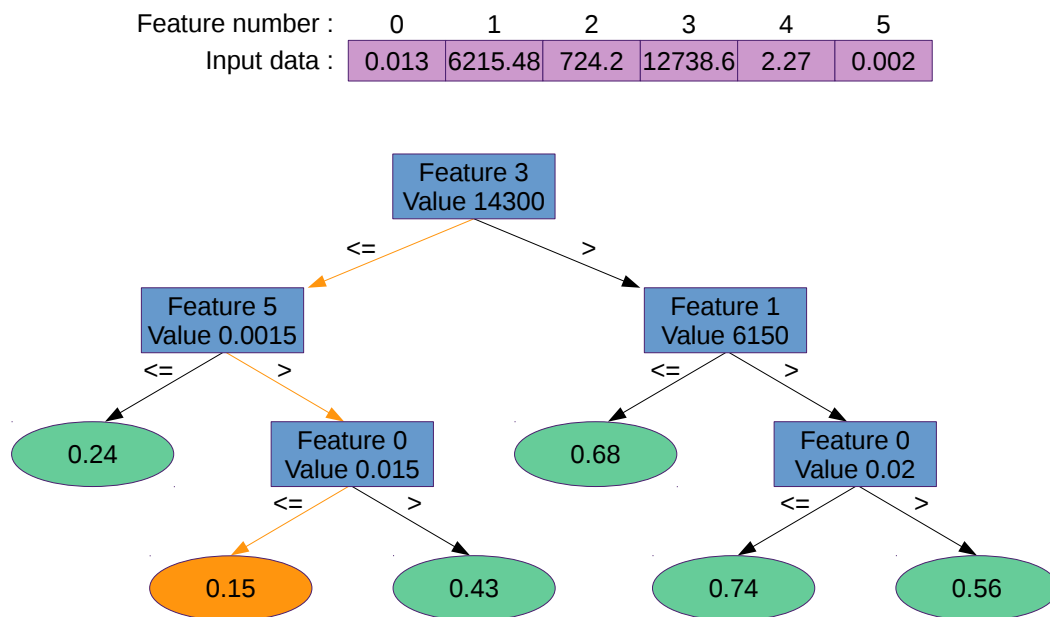 Feature number : 0 1 2 3 4 5
Input data : 0.013 6215.48 724.2 12738.6 2.27 0.002
Feature 3
Value 14300
<= >
Feature 5
Value 0.0015
Feature 1
Value 6150
<= > <= >
0.24
Feature 0
Value 0.015
0.68
Feature 0
Value 0.02
<= > <= >
0.15 0.43 0.74 0.56